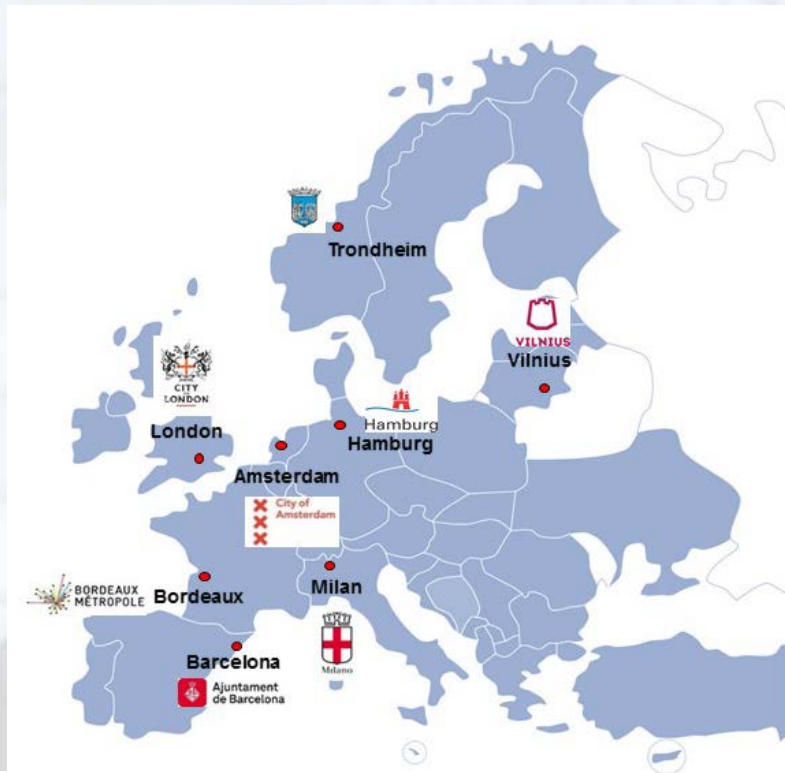 Trondheim
VILNIUS
Vilnius
CITY
LONDON
London
Hamburg
Hamburg
Amsterdam
City of
Amsterdam
BORDEAUX
MÉTROPOLE
Bordeaux
Milan
Milano
Barcelona
Ajuntament
de Barcelona